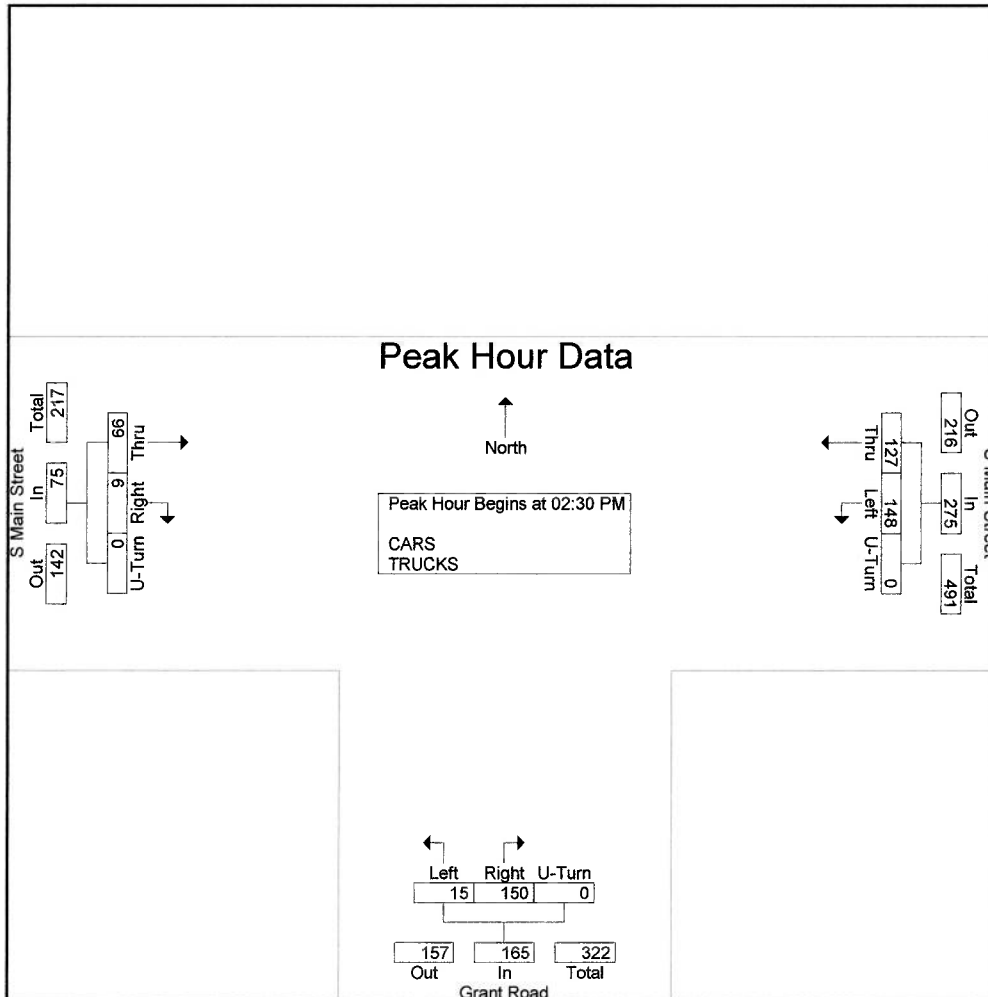 Peak Hour Data
North
Peak Hour Begins at 02:30 PM
CARS
TRUCKS
S Main Street
Total
217
In
75
Out
142
Thru
66
Right
9
U-Turn
0
Thru
127
Left
148
U-Turn
0
Out
216
In
275
Total
491
Left Right U-Turn
15 150 0
157 165 322
Out In Total
Grant Road